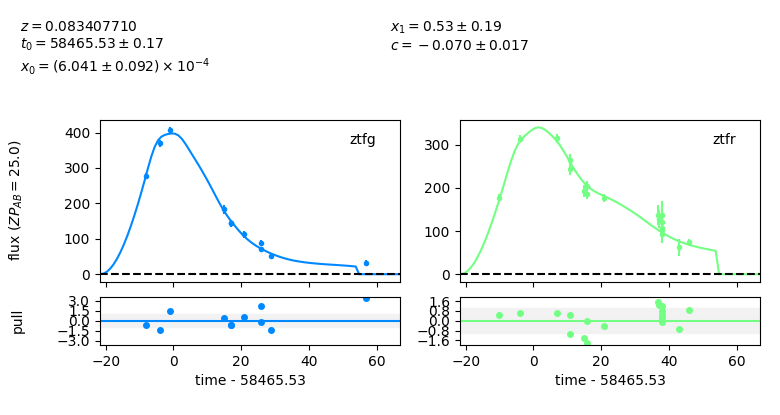 z = 0.083407710
t₀ = 58465.53 ± 0.17
x₀ = (6.041 ± 0.092) × 10⁻⁴
x₁ = 0.53 ± 0.19
c = −0.070 ± 0.017
flux (ZP_AB = 25.0)
400
300
200
100
0
ztfg
300
200
100
0
ztfr
pull
3.0
1.5
0.0
−1.5
−3.0
−20 0 20 40 60
time - 58465.53
1.6
0.8
0.0
−0.8
−1.6
−20 0 20 40 60
time - 58465.53